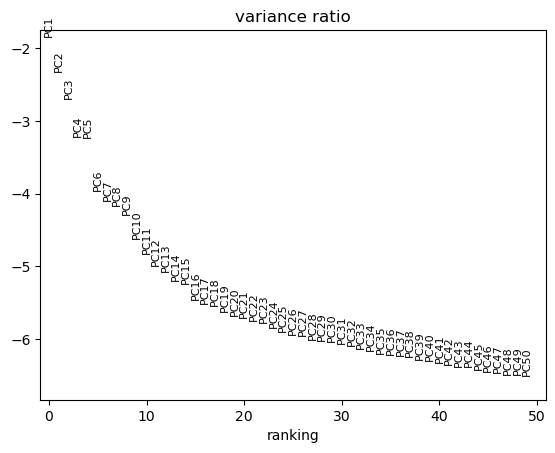 variance ratio
−2
−3
−4
−5
−6
PC1
PC2
PC3
PC4
PC5
PC6
PC7
PC8
PC9
PC10
PC11
PC12
PC13
PC14
PC15
PC16
PC17
PC18
PC19
PC20
PC21
PC22
PC23
PC24
PC25
PC26
PC27
PC28
PC29
PC30
PC31
PC32
PC33
PC34
PC35
PC36
PC37
PC38
PC39
PC40
PC41
PC42
PC43
PC44
PC45
PC46
PC47
PC48
PC49
PC50
0 10 20 30 40 50
ranking